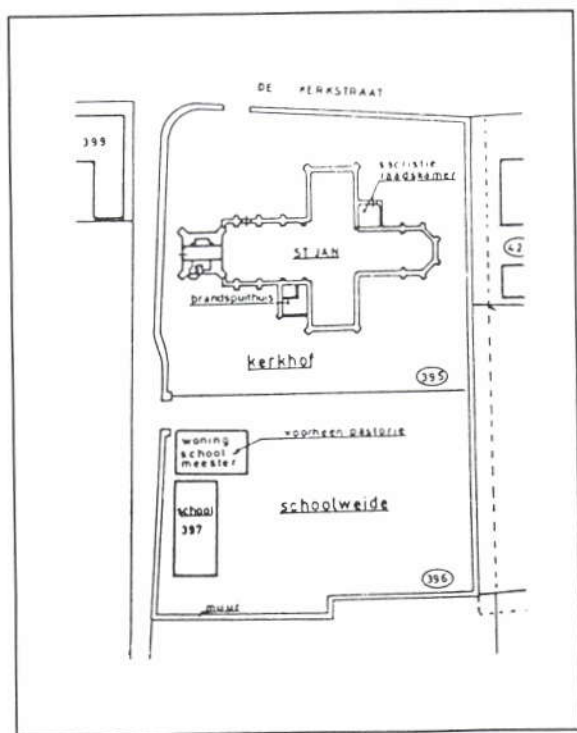 DE KERKSTRAAT
399
sacristie
raadskamer
ST JAN
42
brandspuithuis
kerkhof
395
woning
school
meester
voorheen pastorie
school
397
schoolweide
396
muur